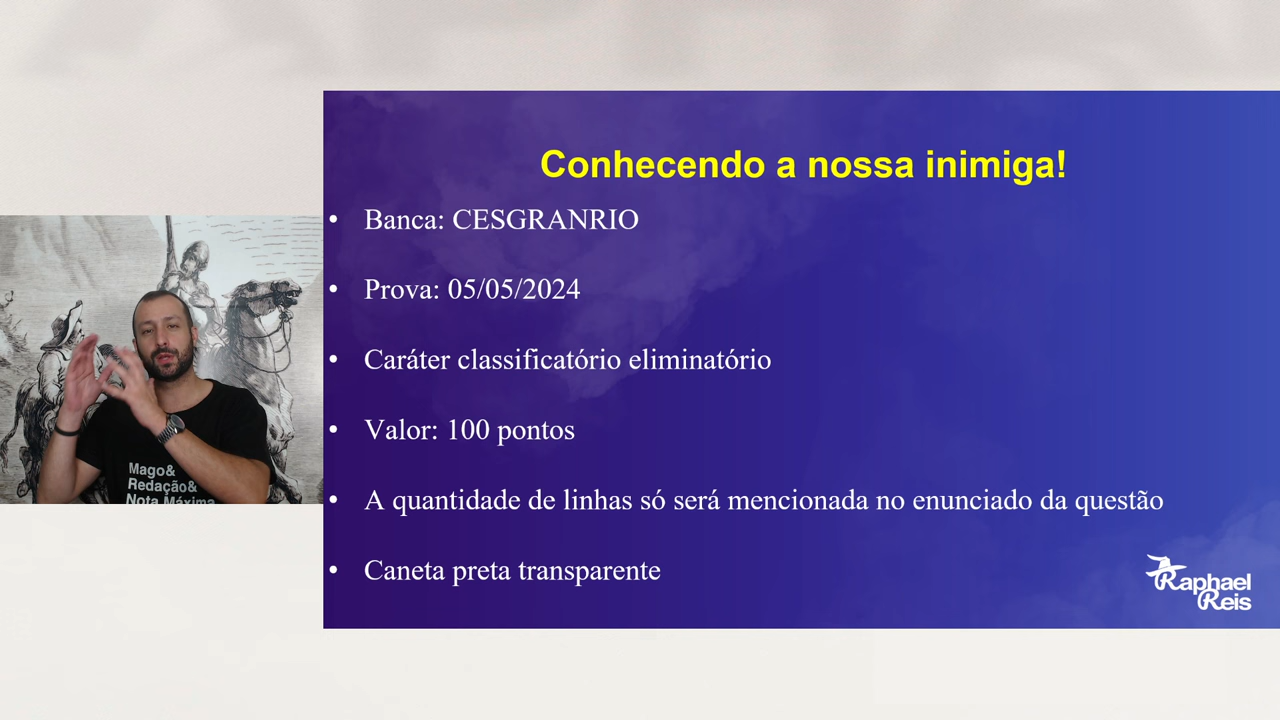 Conhecendo a nossa inimiga!
• Banca: CESGRANRIO
• Prova: 05/05/2024
• Caráter classificatório eliminatório
• Valor: 100 pontos
• A quantidade de linhas só será mencionada no enunciado da questão
• Caneta preta transparente
Mago&
Redação&
Nota Máxima
Raphael
Reis